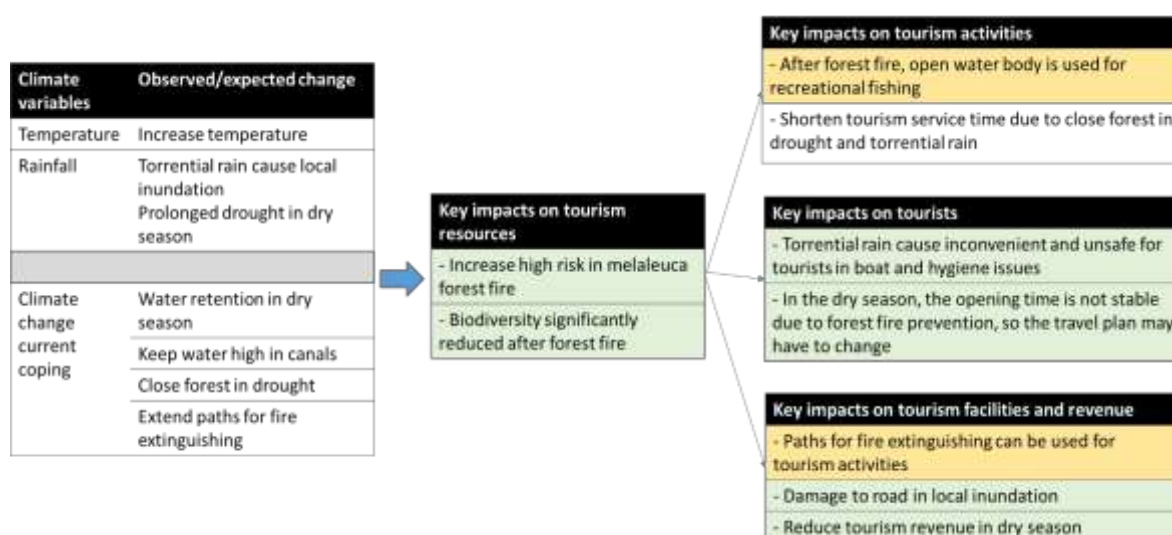 Climate variables
Observed/expected change
Temperature
Increase temperature
Rainfall
Torrential rain cause local
inundation
Prolonged drought in dry
season
Climate
change
current
coping
Water retention in dry
season
Keep water high in canals
Close forest in drought
Extend paths for fire
extinguishing
Key impacts on tourism
resources
- Increase high risk in melaleuca
forest fire
- Biodiversity significantly
reduced after forest fire
Key impacts on tourism activities
- After forest fire, open water body is used for
recreational fishing
- Shorten tourism service time due to close forest in
drought and torrential rain
Key impacts on tourists
- Torrential rain cause inconvenient and unsafe for
tourists in boat and hygiene issues
- In the dry season, the opening time is not stable
due to forest fire prevention, so the travel plan may
have to change
Key impacts on tourism facilities and revenue
- Paths for fire extinguishing can be used for
tourism activities
- Damage to road in local inundation
- Reduce tourism revenue in dry season